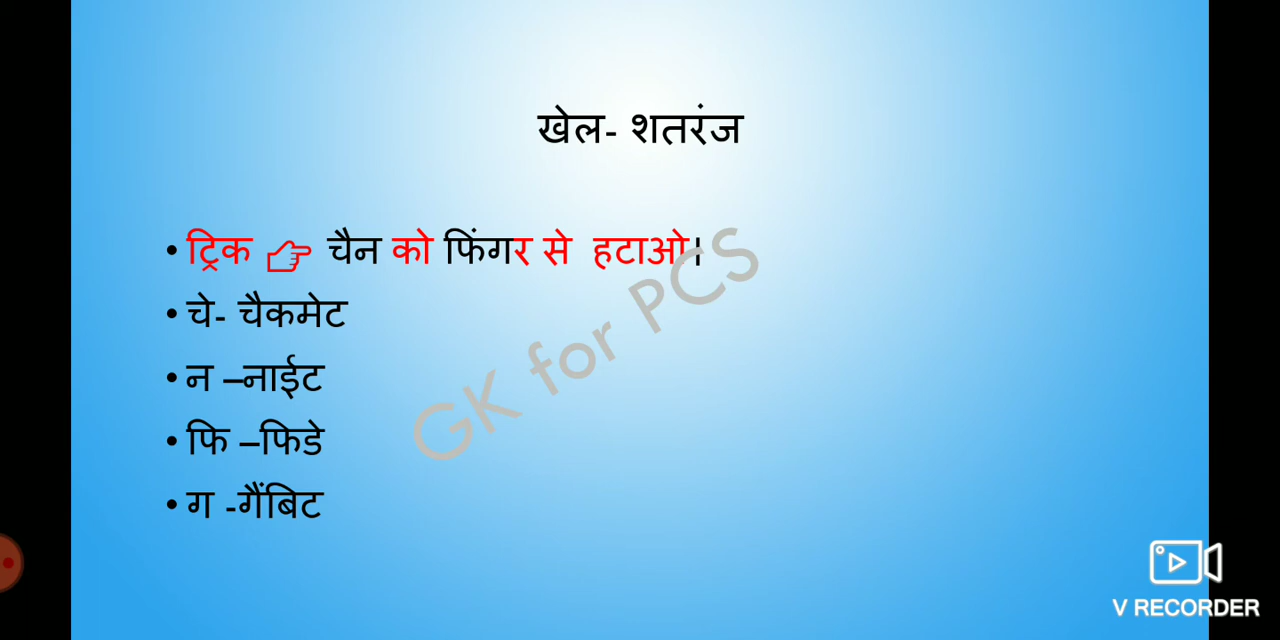 खेल- शतरंज
• ट्रिक 👉 चैन को फिंगर से हटाओ।
• चे- चैकमेट
• न –नाईट
• फि –फिडे
• ग -गैंबिट
GK for PCS
V RECORDER